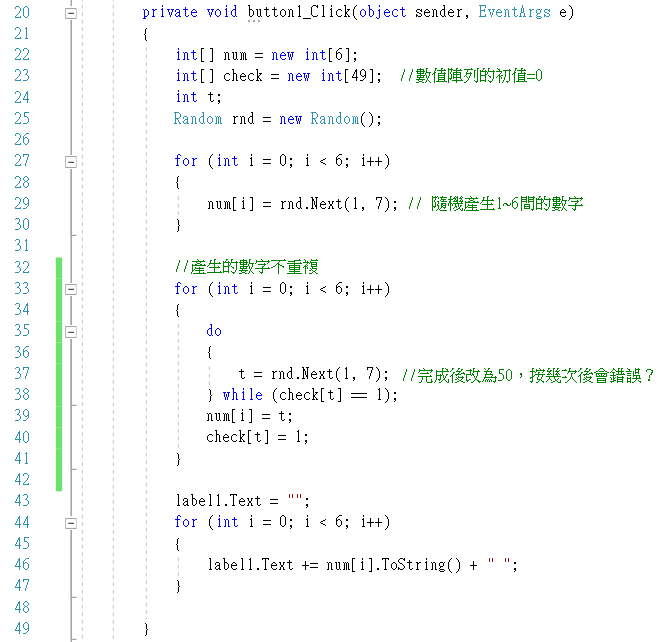 20 private void button1_Click(object sender, EventArgs e)
21 {
22 int[] num = new int[6];
23 int[] check = new int[49]; //數值陣列的初值=0
24 int t;
25 Random rnd = new Random();
26
27 for (int i = 0; i < 6; i++)
28 {
29 num[i] = rnd.Next(1, 7); // 隨機產生1~6間的數字
30 }
31
32 //產生的數字不重複
33 for (int i = 0; i < 6; i++)
34 {
35 do
36 {
37 t = rnd.Next(1, 7); //完成後改為50，按幾次後會錯誤？
38 } while (check[t] == 1);
39 num[i] = t;
40 check[t] = 1;
41 }
42
43 label1.Text = "";
44 for (int i = 0; i < 6; i++)
45 {
46 label1.Text += num[i].ToString() + " ";
47 }
48
49 }